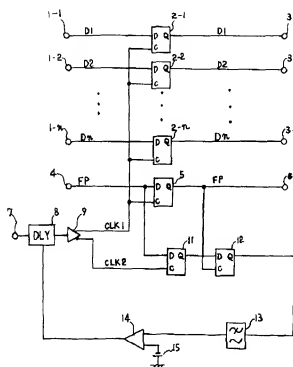 1-1 D1 2-1 D1 3
D Q
C
1-2 D2 2-2 D2 3
D Q
C
1-n Dn 2-n Dn 3
D Q
C
4 FP 5 FP 6
D Q
C
7 8 9 CLK1
DLY
CLK2
11 12
D Q D Q
C C
14 15 13